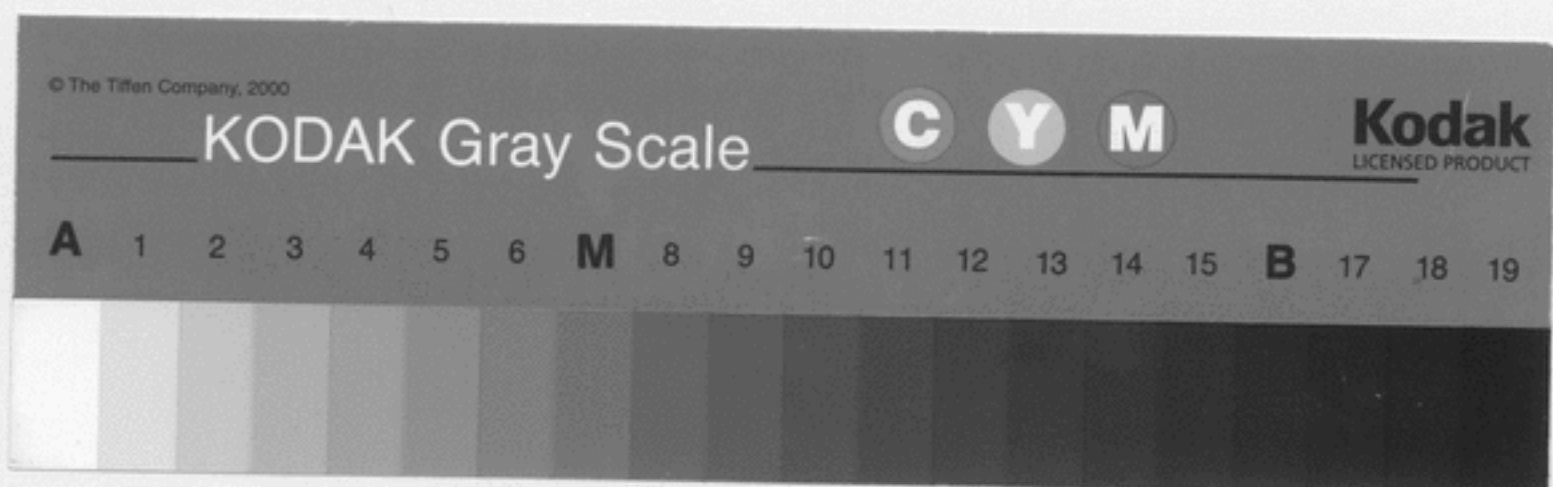 © The Tiffen Company, 2000
KODAK Gray Scale
C Y M
Kodak
LICENSED PRODUCT
A 1 2 3 4 5 6 M 8 9 10 11 12 13 14 15 B 17 18 19